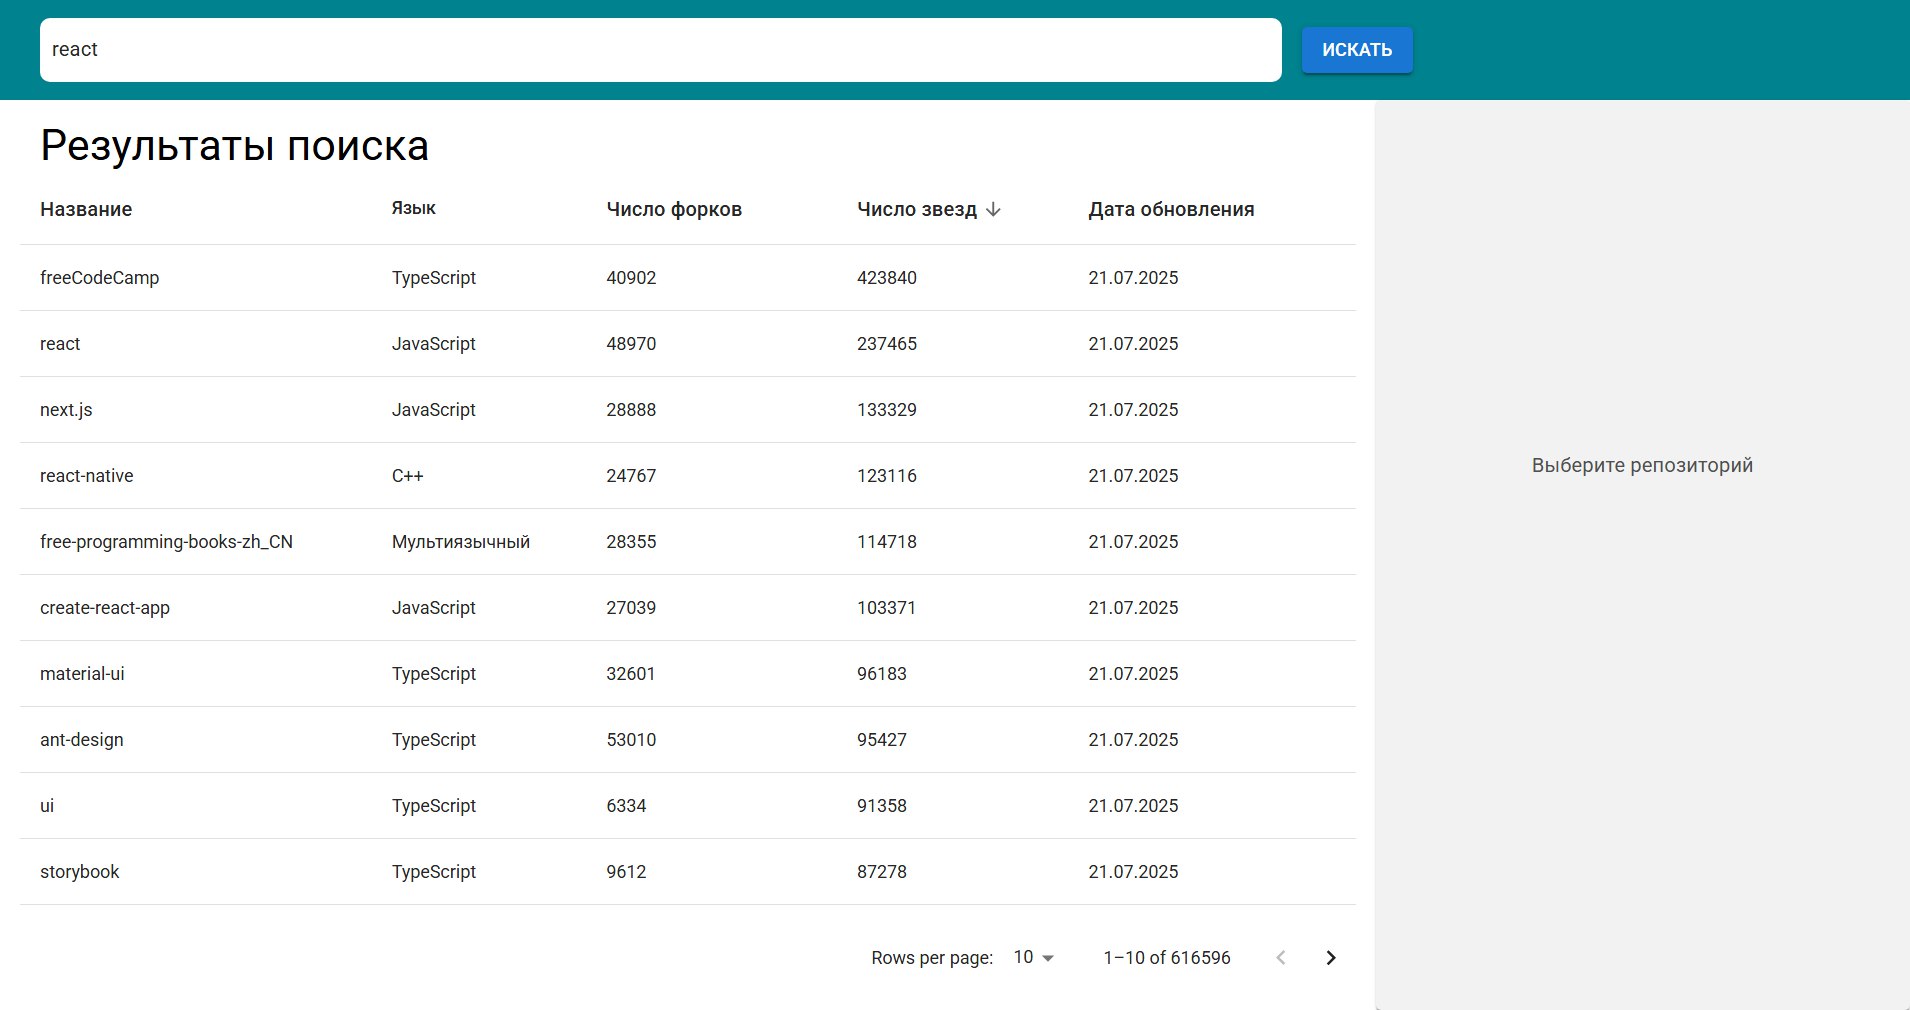 react
ИСКАТЬ
Результаты поиска
Название Язык Число форков Число звезд Дата обновления
freeCodeCamp TypeScript 40902 423840 21.07.2025
react JavaScript 48970 237465 21.07.2025
next.js JavaScript 28888 133329 21.07.2025
react-native C++ 24767 123116 21.07.2025
free-programming-books-zh_CN Мультиязычный 28355 114718 21.07.2025
create-react-app JavaScript 27039 103371 21.07.2025
material-ui TypeScript 32601 96183 21.07.2025
ant-design TypeScript 53010 95427 21.07.2025
ui TypeScript 6334 91358 21.07.2025
storybook TypeScript 9612 87278 21.07.2025
Rows per page: 10 1–10 of 616596
Выберите репозиторий